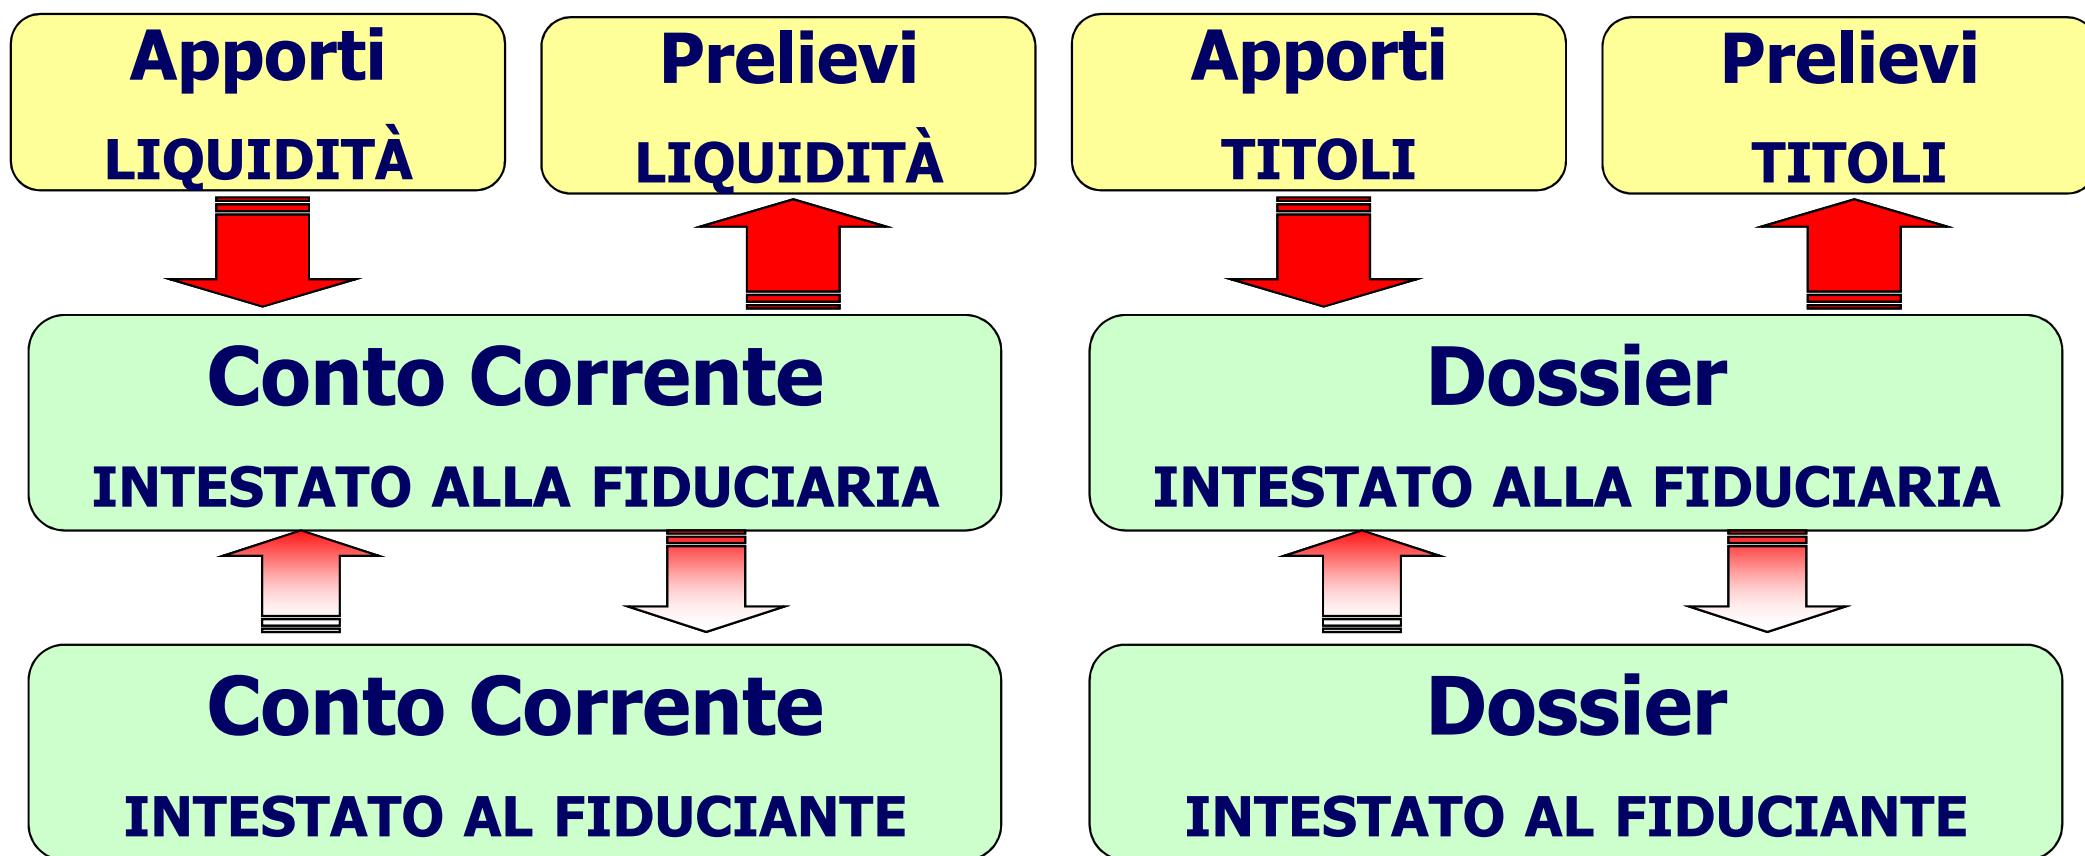 Apporti
LIQUIDITÀ
Prelievi
LIQUIDITÀ
Apporti
TITOLI
Prelievi
TITOLI
Conto Corrente
INTESTATO ALLA FIDUCIARIA
Dossier
INTESTATO ALLA FIDUCIARIA
Conto Corrente
INTESTATO AL FIDUCIANTE
Dossier
INTESTATO AL FIDUCIANTE